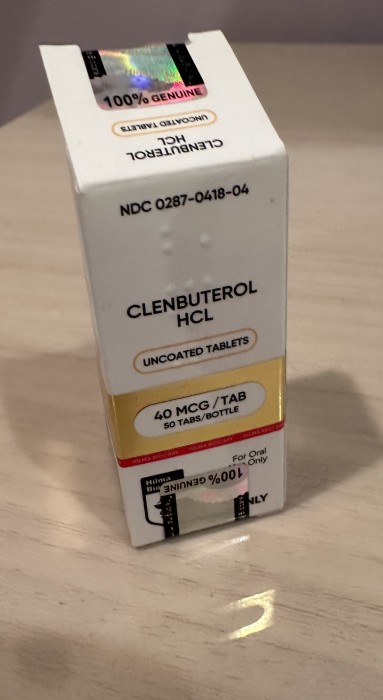 100% GENUINE
UNCOATED TABLETS
CLENBUTEROL
HCL
NDC 0287-0418-04
CLENBUTEROL
HCL
UNCOATED TABLETS
40 MCG / TAB
50 TABS/BOTTLE
For Oral
Only
Hilma
100% GENUINE